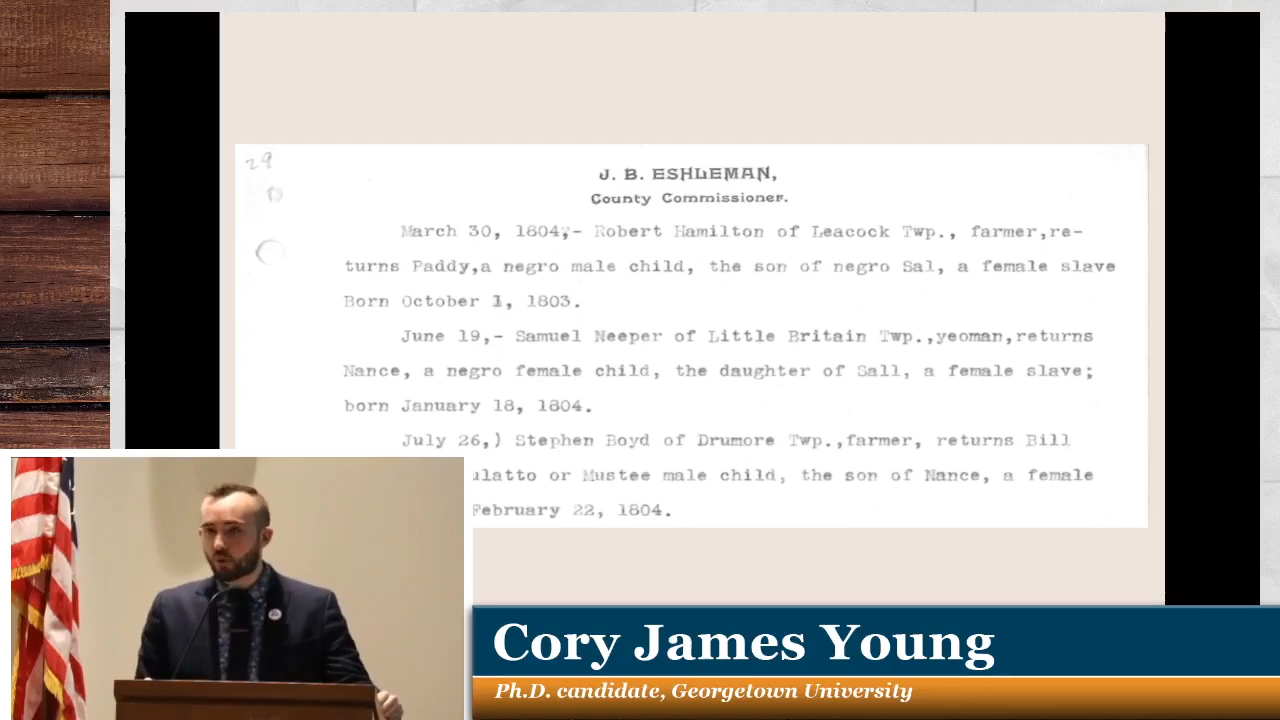 29
J. B. ESHLEMAN,
County Commissioner.
March 30, 1804,- Robert Hamilton of Leacock Twp., farmer,re-
turns Paddy,a negro male child, the son of negro Sal, a female slave
Born October 1, 1803.
June 19,- Samuel Neeper of Little Britain Twp.,yeoman,returns
Nance, a negro female child, the daughter of Sall, a female slave;
born January 18, 1804.
July 26,) Stephen Boyd of Drumore Twp.,farmer, returns Bill
or Mustee male child, the son of Nance, a female
February 22, 1804.
Cory James Young
Ph.D. candidate, Georgetown University